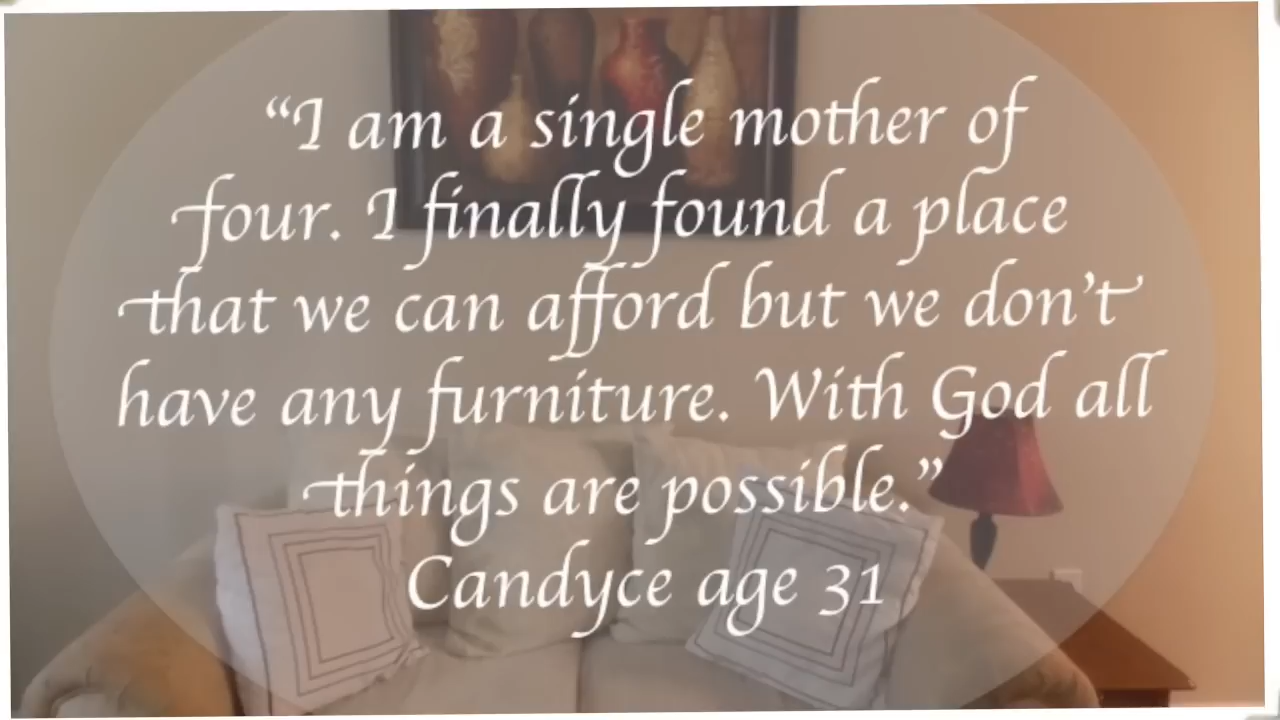 “I am a single mother of
four. I finally found a place
that we can afford but we don’t
have any furniture. With God all
things are possible.”
Candyce age 31